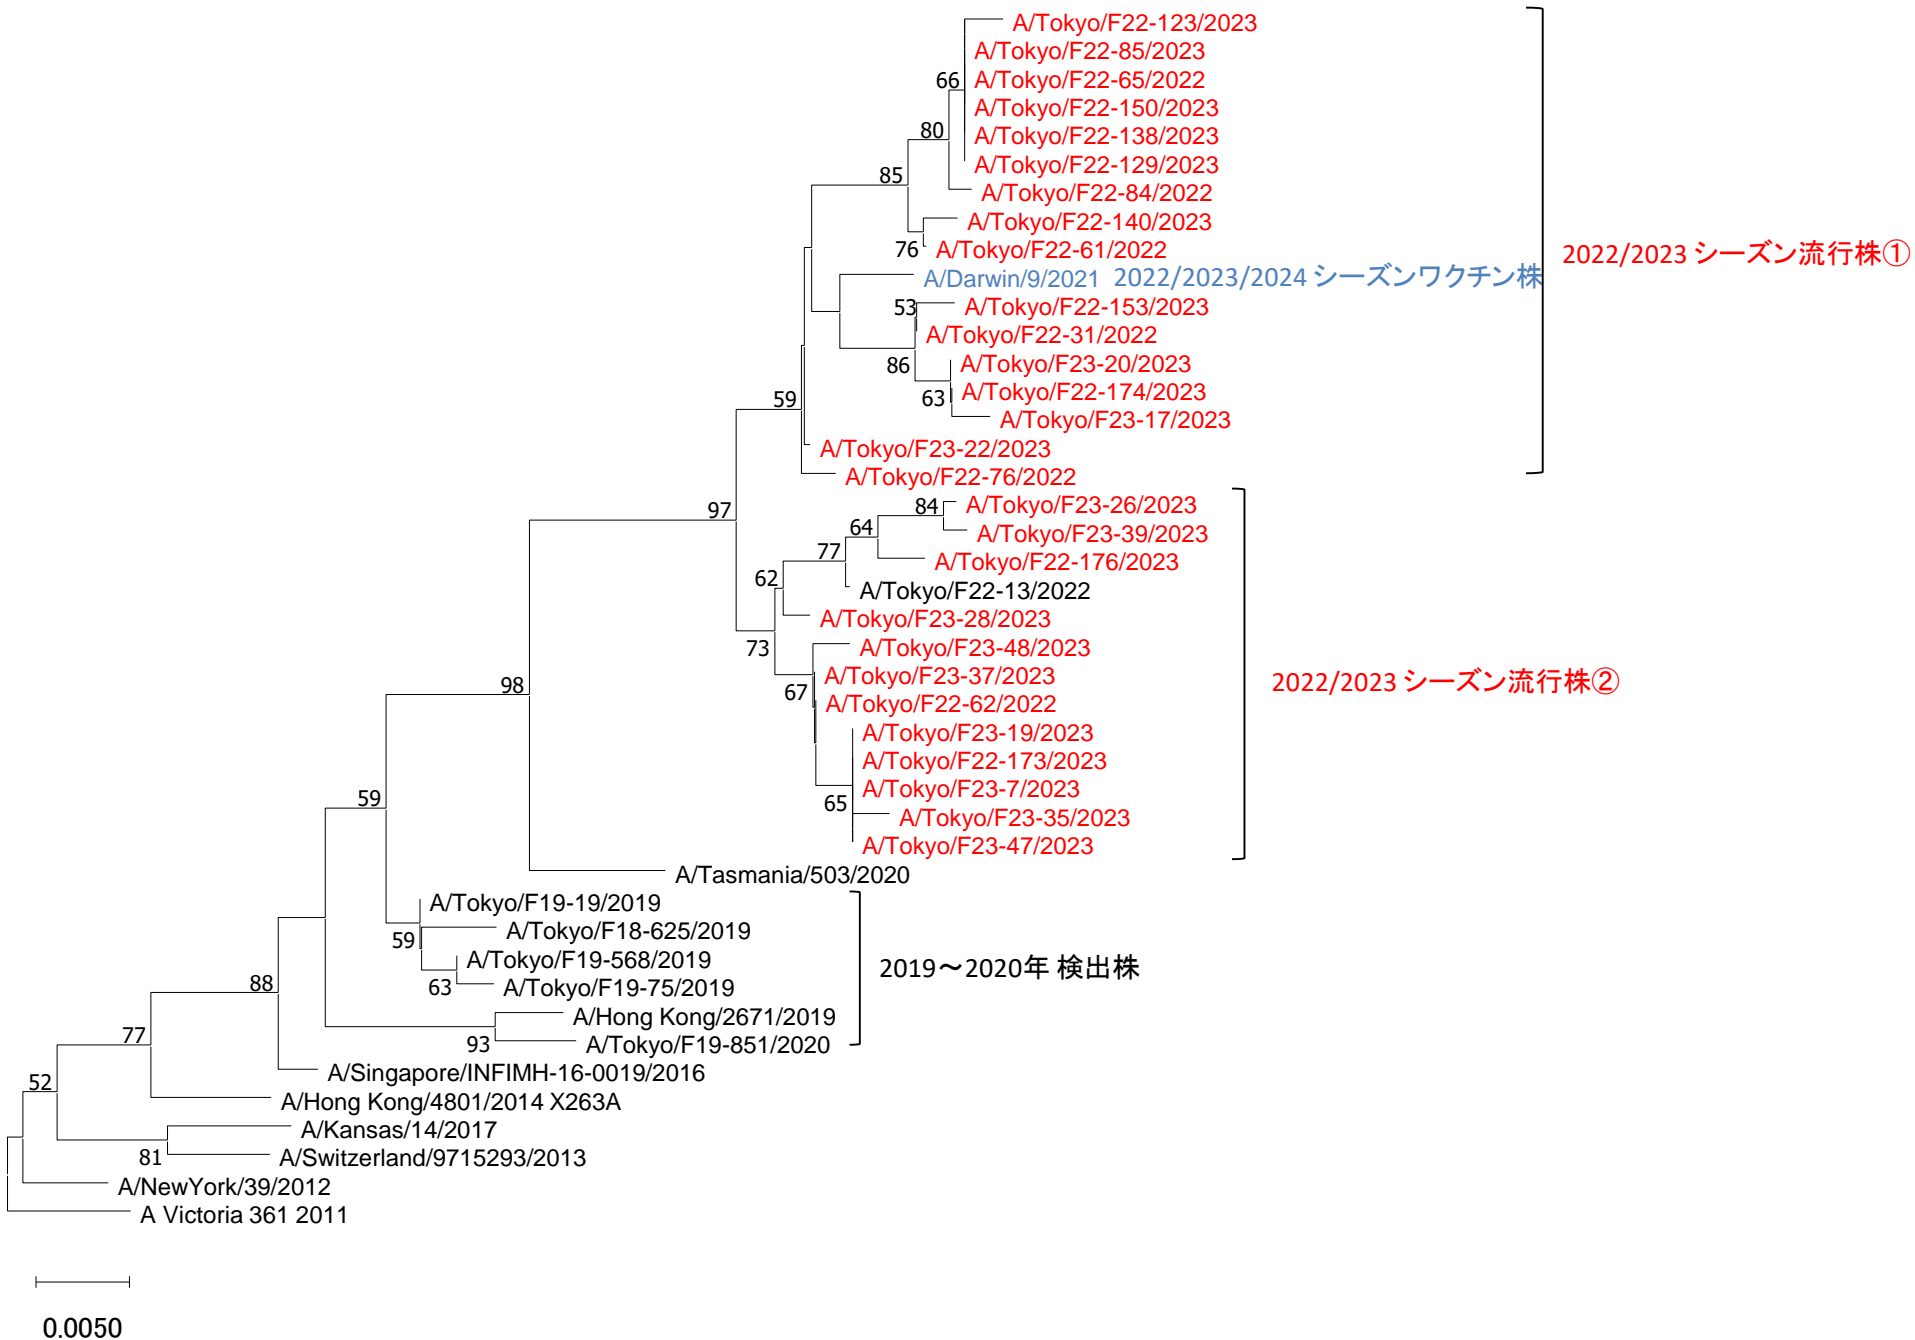 A/Tokyo/F22-123/2023
A/Tokyo/F22-85/2023
66
A/Tokyo/F22-65/2022
A/Tokyo/F22-150/2023
80
A/Tokyo/F22-138/2023
A/Tokyo/F22-129/2023
85
A/Tokyo/F22-84/2022
A/Tokyo/F22-140/2023
76
A/Tokyo/F22-61/2022
2022/2023 シーズン流行株①
A/Darwin/9/2021 2022/2023/2024 シーズンワクチン株
53
A/Tokyo/F22-153/2023
A/Tokyo/F22-31/2022
86
A/Tokyo/F23-20/2023
63
A/Tokyo/F22-174/2023
59
A/Tokyo/F23-17/2023
A/Tokyo/F23-22/2023
A/Tokyo/F22-76/2022
97
84
A/Tokyo/F23-26/2023
64
A/Tokyo/F23-39/2023
77
A/Tokyo/F22-176/2023
62
A/Tokyo/F22-13/2022
A/Tokyo/F23-28/2023
73
A/Tokyo/F23-48/2023
A/Tokyo/F23-37/2023
2022/2023 シーズン流行株②
98
67
A/Tokyo/F22-62/2022
A/Tokyo/F23-19/2023
A/Tokyo/F22-173/2023
A/Tokyo/F23-7/2023
59
65
A/Tokyo/F23-35/2023
A/Tokyo/F23-47/2023
A/Tasmania/503/2020
A/Tokyo/F19-19/2019
59
A/Tokyo/F18-625/2019
A/Tokyo/F19-568/2019
2019～2020年 検出株
88
63
A/Tokyo/F19-75/2019
A/Hong Kong/2671/2019
77
93
A/Tokyo/F19-851/2020
A/Singapore/INFIMH-16-0019/2016
52
A/Hong Kong/4801/2014 X263A
A/Kansas/14/2017
81
A/Switzerland/9715293/2013
A/NewYork/39/2012
A Victoria 361 2011
0.0050